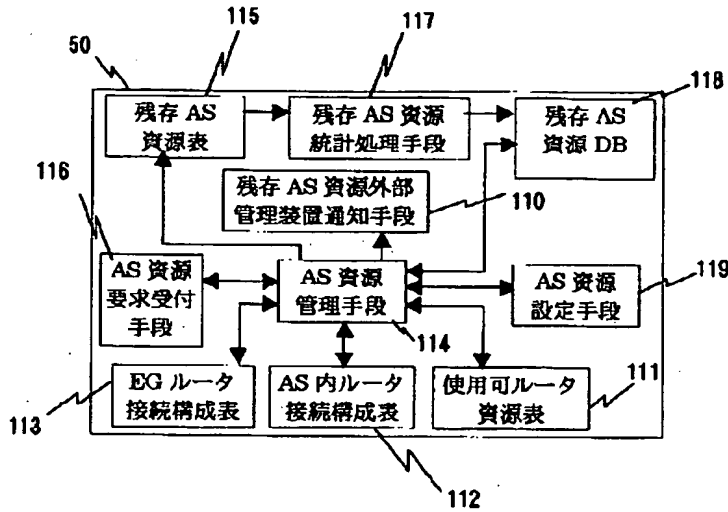 115
117
50
118
残存 AS
資源表
残存 AS 資源
統計処理手段
残存 AS
資源 DB
116
残存 AS 資源外部
管理装置通知手段
110
AS 資源
要求受付
手段
AS 資源
管理手段
AS 資源
設定手段
119
114
EG ルータ
接続構成表
AS 内ルータ
接続構成表
使用可ルータ
資源表
111
113
112